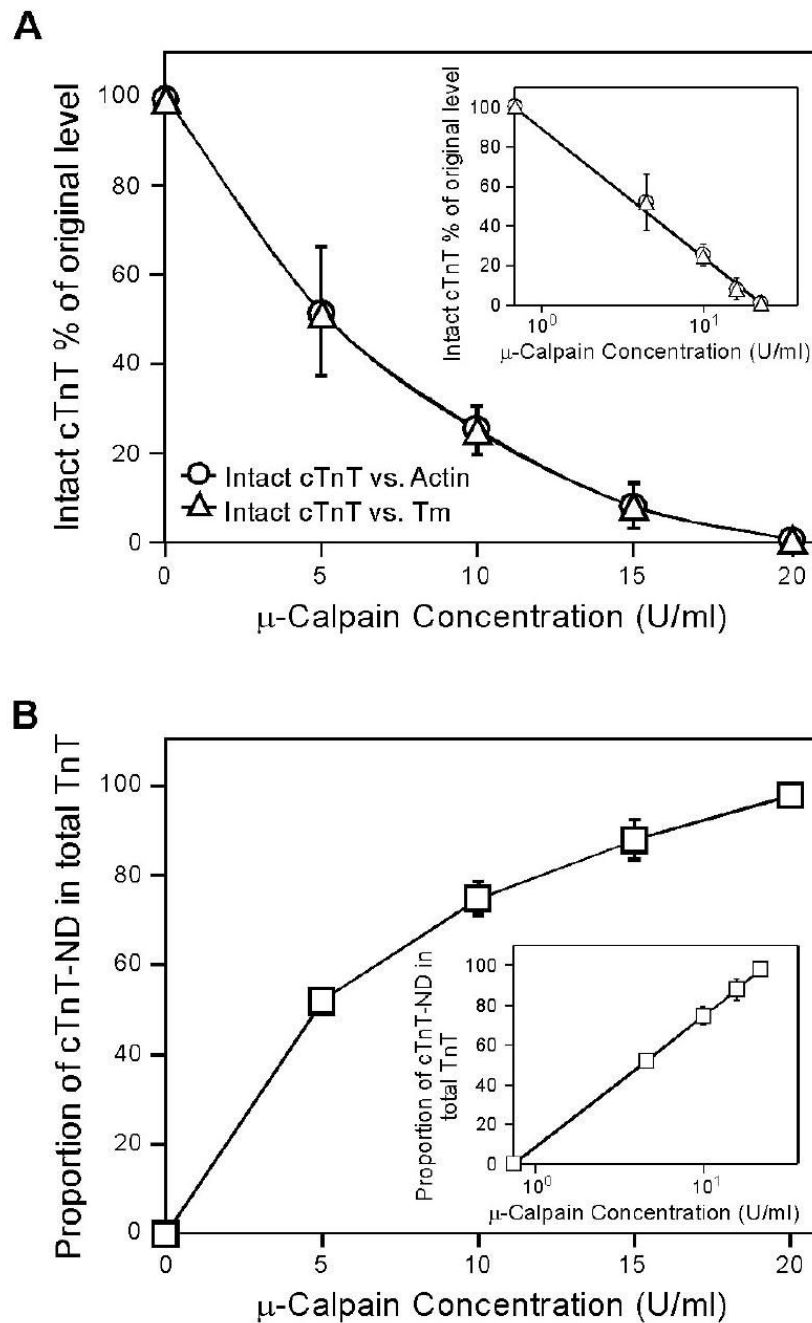 A
Intact cTnT % of original level
100
80
60
40
20
0
0 5 10 15 20
μ-Calpain Concentration (U/ml)
Intact cTnT vs. Actin
Intact cTnT vs. Tm
Intact cTnT % of original level
100
80
60
40
20
0
10⁰ 10¹
μ-Calpain Concentration (U/ml)
B
Proportion of cTnT-ND in total TnT
100
80
60
40
20
0
0 5 10 15 20
μ-Calpain Concentration (U/ml)
Proportion of cTnT-ND in
total TnT
100
80
60
40
20
0
10⁰ 10¹
μ-Calpain Concentration (U/ml)